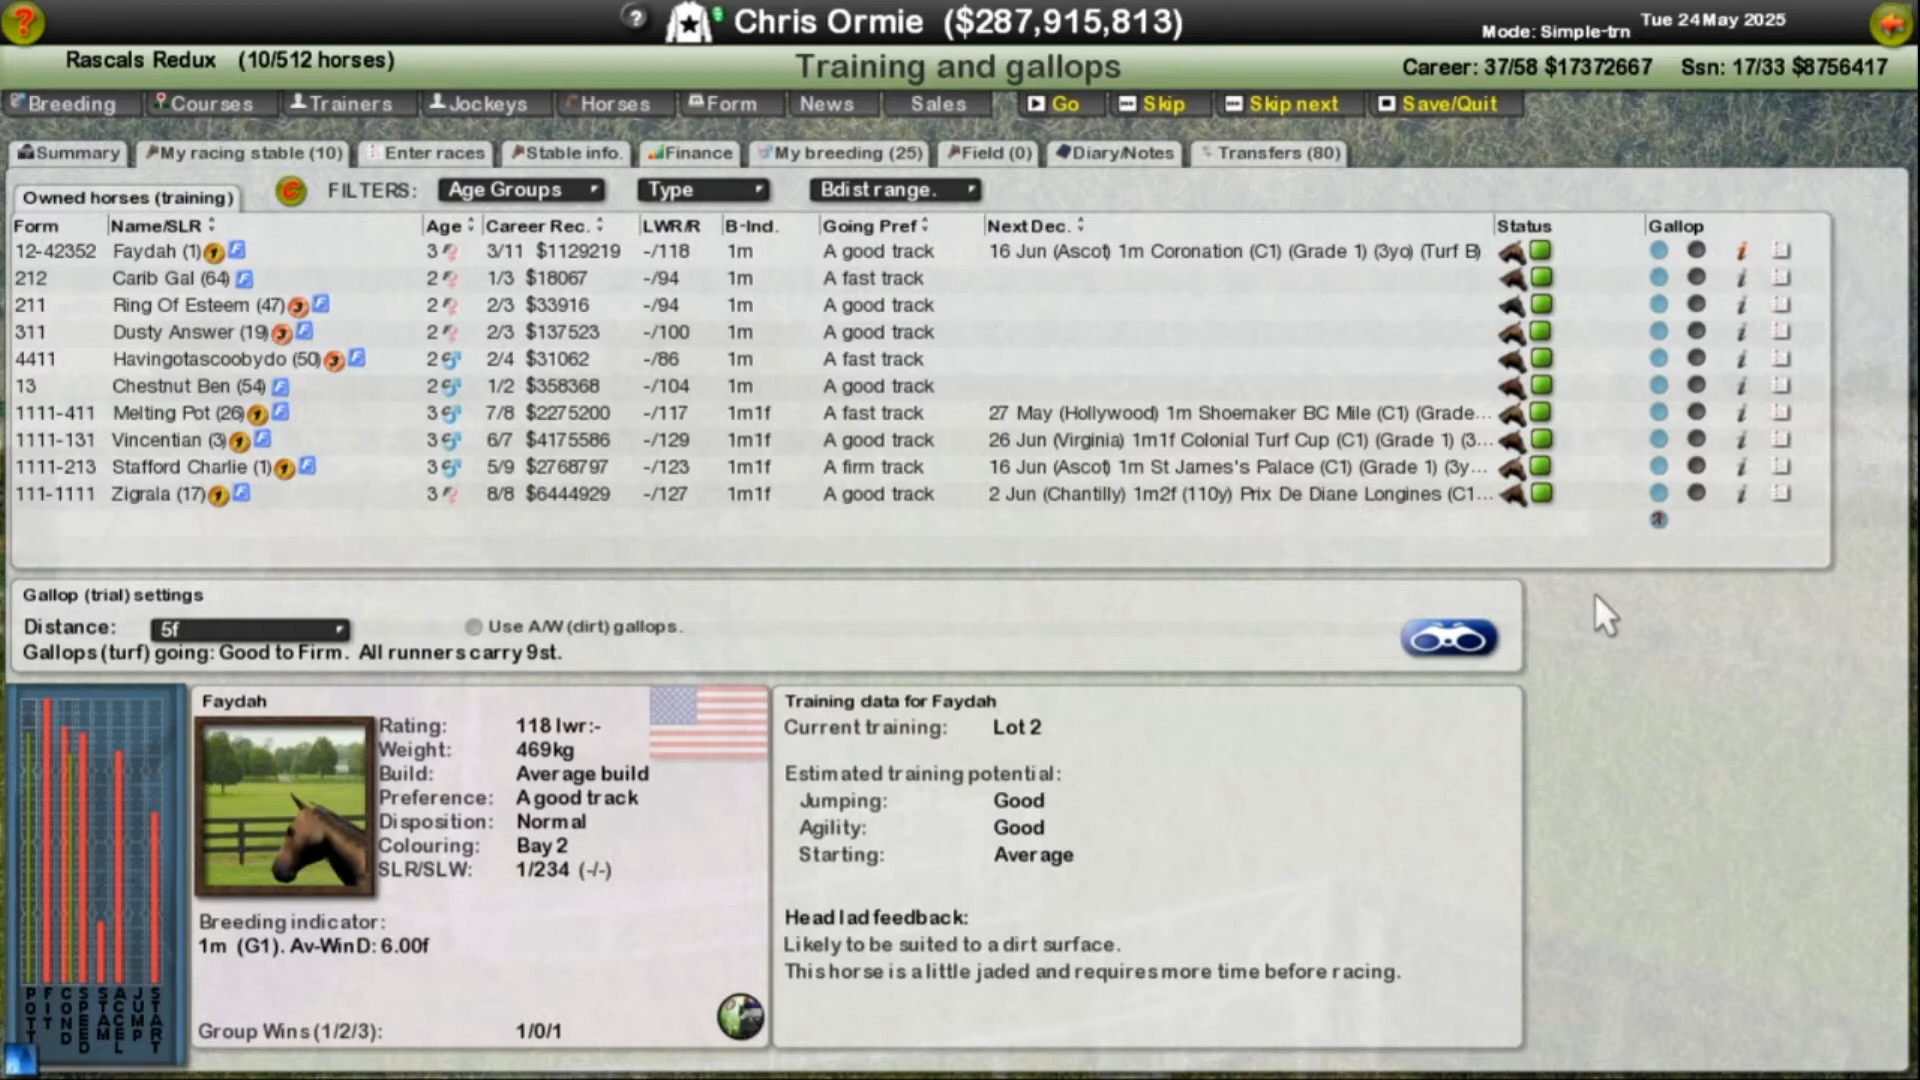 Chris Ormie ($287,915,813)
Mode: Simple-trn
Tue 24May 2025
Rascals Redux (10/512 horses)
Training and gallops
Career: 37/58 $17372667 Ssn: 17/33 $8756417
Breeding Courses Trainers Jockeys Horses Form News Sales Go Skip Skip next Save/Quit
Summary My racing stable (10) Enter races Stable info. Finance My breeding (25) Field (0) Diary/Notes Transfers (80)
Owned horses (training) FILTERS: Age Groups Type Bdist range.
Form Name/SLR Age Career Rec. LWR/R B-Ind. Going Pref Next Dec. Status Gallop
12-42352 Faydah (1) 3 3/11 $1129219 -/118 1m A good track 16 Jun (Ascot) 1m Coronation (C1) (Grade 1) (3yo) (Turf B)
212 Carib Gal (64) 2 1/3 $18067 -/94 1m A fast track
211 Ring Of Esteem (47) 2 2/3 $33916 -/94 1m A good track
311 Dusty Answer (19) 2 2/3 $137523 -/100 1m A good track
4411 Havingotascoobydo (50) 2 2/4 $31062 -/86 1m A fast track
13 Chestnut Ben (54) 2 1/2 $358368 -/104 1m A good track
1111-411 Melting Pot (26) 3 7/8 $2275200 -/117 1m1f A fast track 27 May (Hollywood) 1m Shoemaker BC Mile (C1) (Grade...
1111-131 Vincentian (3) 3 6/7 $4175586 -/129 1m1f A good track 26 Jun (Virginia) 1m1f Colonial Turf Cup (C1) (Grade 1) (3...
1111-213 Stafford Charlie (1) 3 5/9 $2768797 -/123 1m1f A firm track 16 Jun (Ascot) 1m St James's Palace (C1) (Grade 1) (3y...
111-1111 Zigrala (17) 3 8/8 $6444929 -/127 1m1f A good track 2 Jun (Chantilly) 1m2f (110y) Prix De Diane Longines (C1...
Gallop (trial) settings
Distance: 5f Use A/W (dirt) gallops.
Gallops (turf) going: Good to Firm. All runners carry 9st.
Faydah
Rating: 118 lwr:-
Weight: 469kg
Build: Average build
Preference: A good track
Disposition: Normal
Colouring: Bay 2
SLR/SLW: 1/234 (-/-)
Breeding indicator:
1m (G1). Av-WinD: 6.00f
Group Wins (1/2/3): 1/0/1
POTT FIT COND SPEED STAM ACCEL JUMP START
Training data for Faydah
Current training: Lot 2
Estimated training potential:
Jumping: Good
Agility: Good
Starting: Average
Head lad feedback:
Likely to be suited to a dirt surface.
This horse is a little jaded and requires more time before racing.